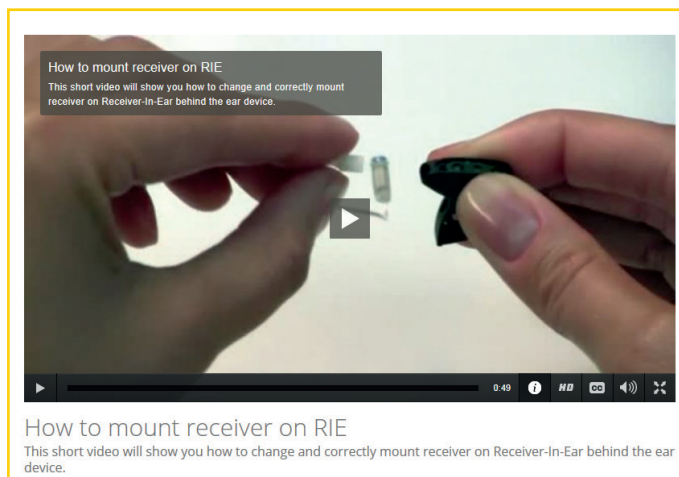 How to mount receiver on RIE
This short video will show you how to change and correctly mount
receiver on Receiver-In-Ear behind the ear device.
0:49
i
HD
CC
How to mount receiver on RIE
This short video will show you how to change and correctly mount receiver on Receiver-In-Ear behind the ear
device.